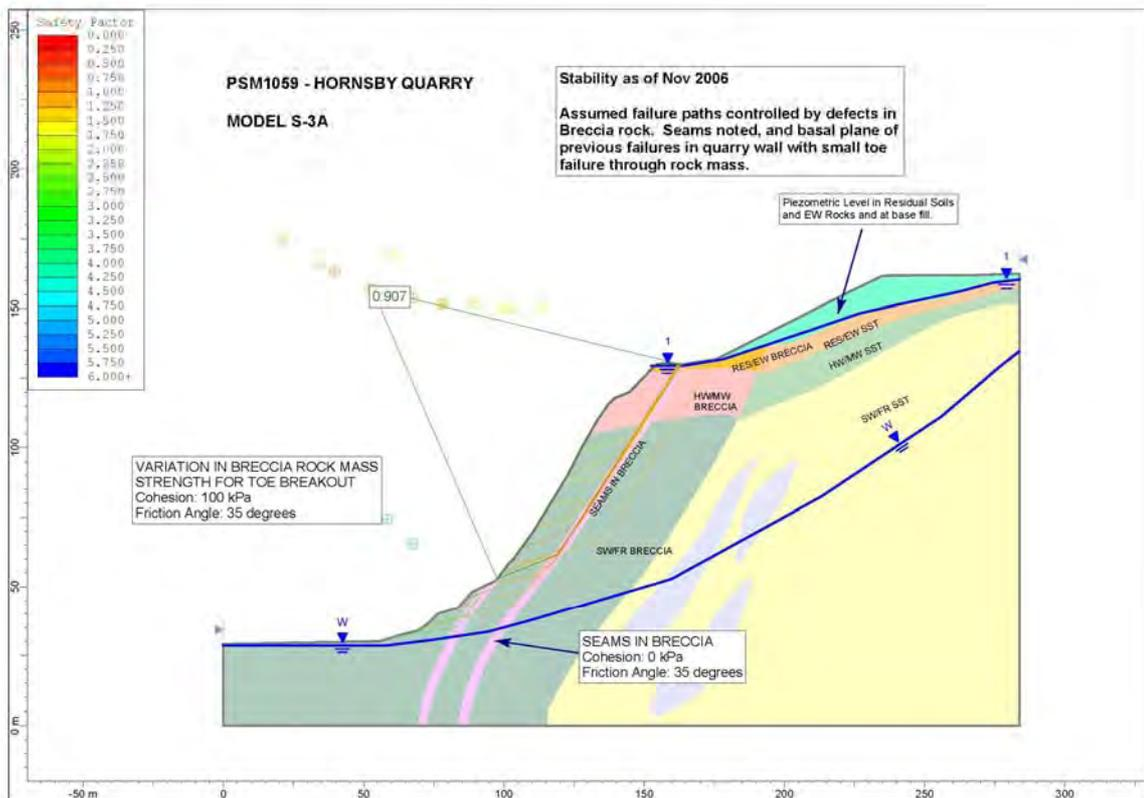 Safety Factor
0.000
0.250
0.500
0.750
1.000
1.250
1.500
1.750
2.000
2.250
2.500
2.750
3.000
3.250
3.500
3.750
4.000
4.250
4.500
4.750
5.000
5.250
5.500
5.750
6.000+
PSM1059 - HORNSBY QUARRY
MODEL S-3A
Stability as of Nov 2006
Assumed failure paths controlled by defects in
Breccia rock. Seams noted, and basal plane of
previous failures in quarry wall with small toe
failure through rock mass.
Piezometric Level in Residual Soils
and EW Rocks and at base fill.
0.907
1
1
RES/EW BRECCIA
RES/EW SST
HW/MW SST
HW/MW
BRECCIA
SW/FR SST
W
SEAMS IN BRECCIA
SW/FR BRECCIA
VARIATION IN BRECCIA ROCK MASS
STRENGTH FOR TOE BREAKOUT
Cohesion: 100 kPa
Friction Angle: 35 degrees
W
SEAMS IN BRECCIA
Cohesion: 0 kPa
Friction Angle: 35 degrees
250
200
150
100
50
0 m
-50 m
0
50
100
150
200
250
300